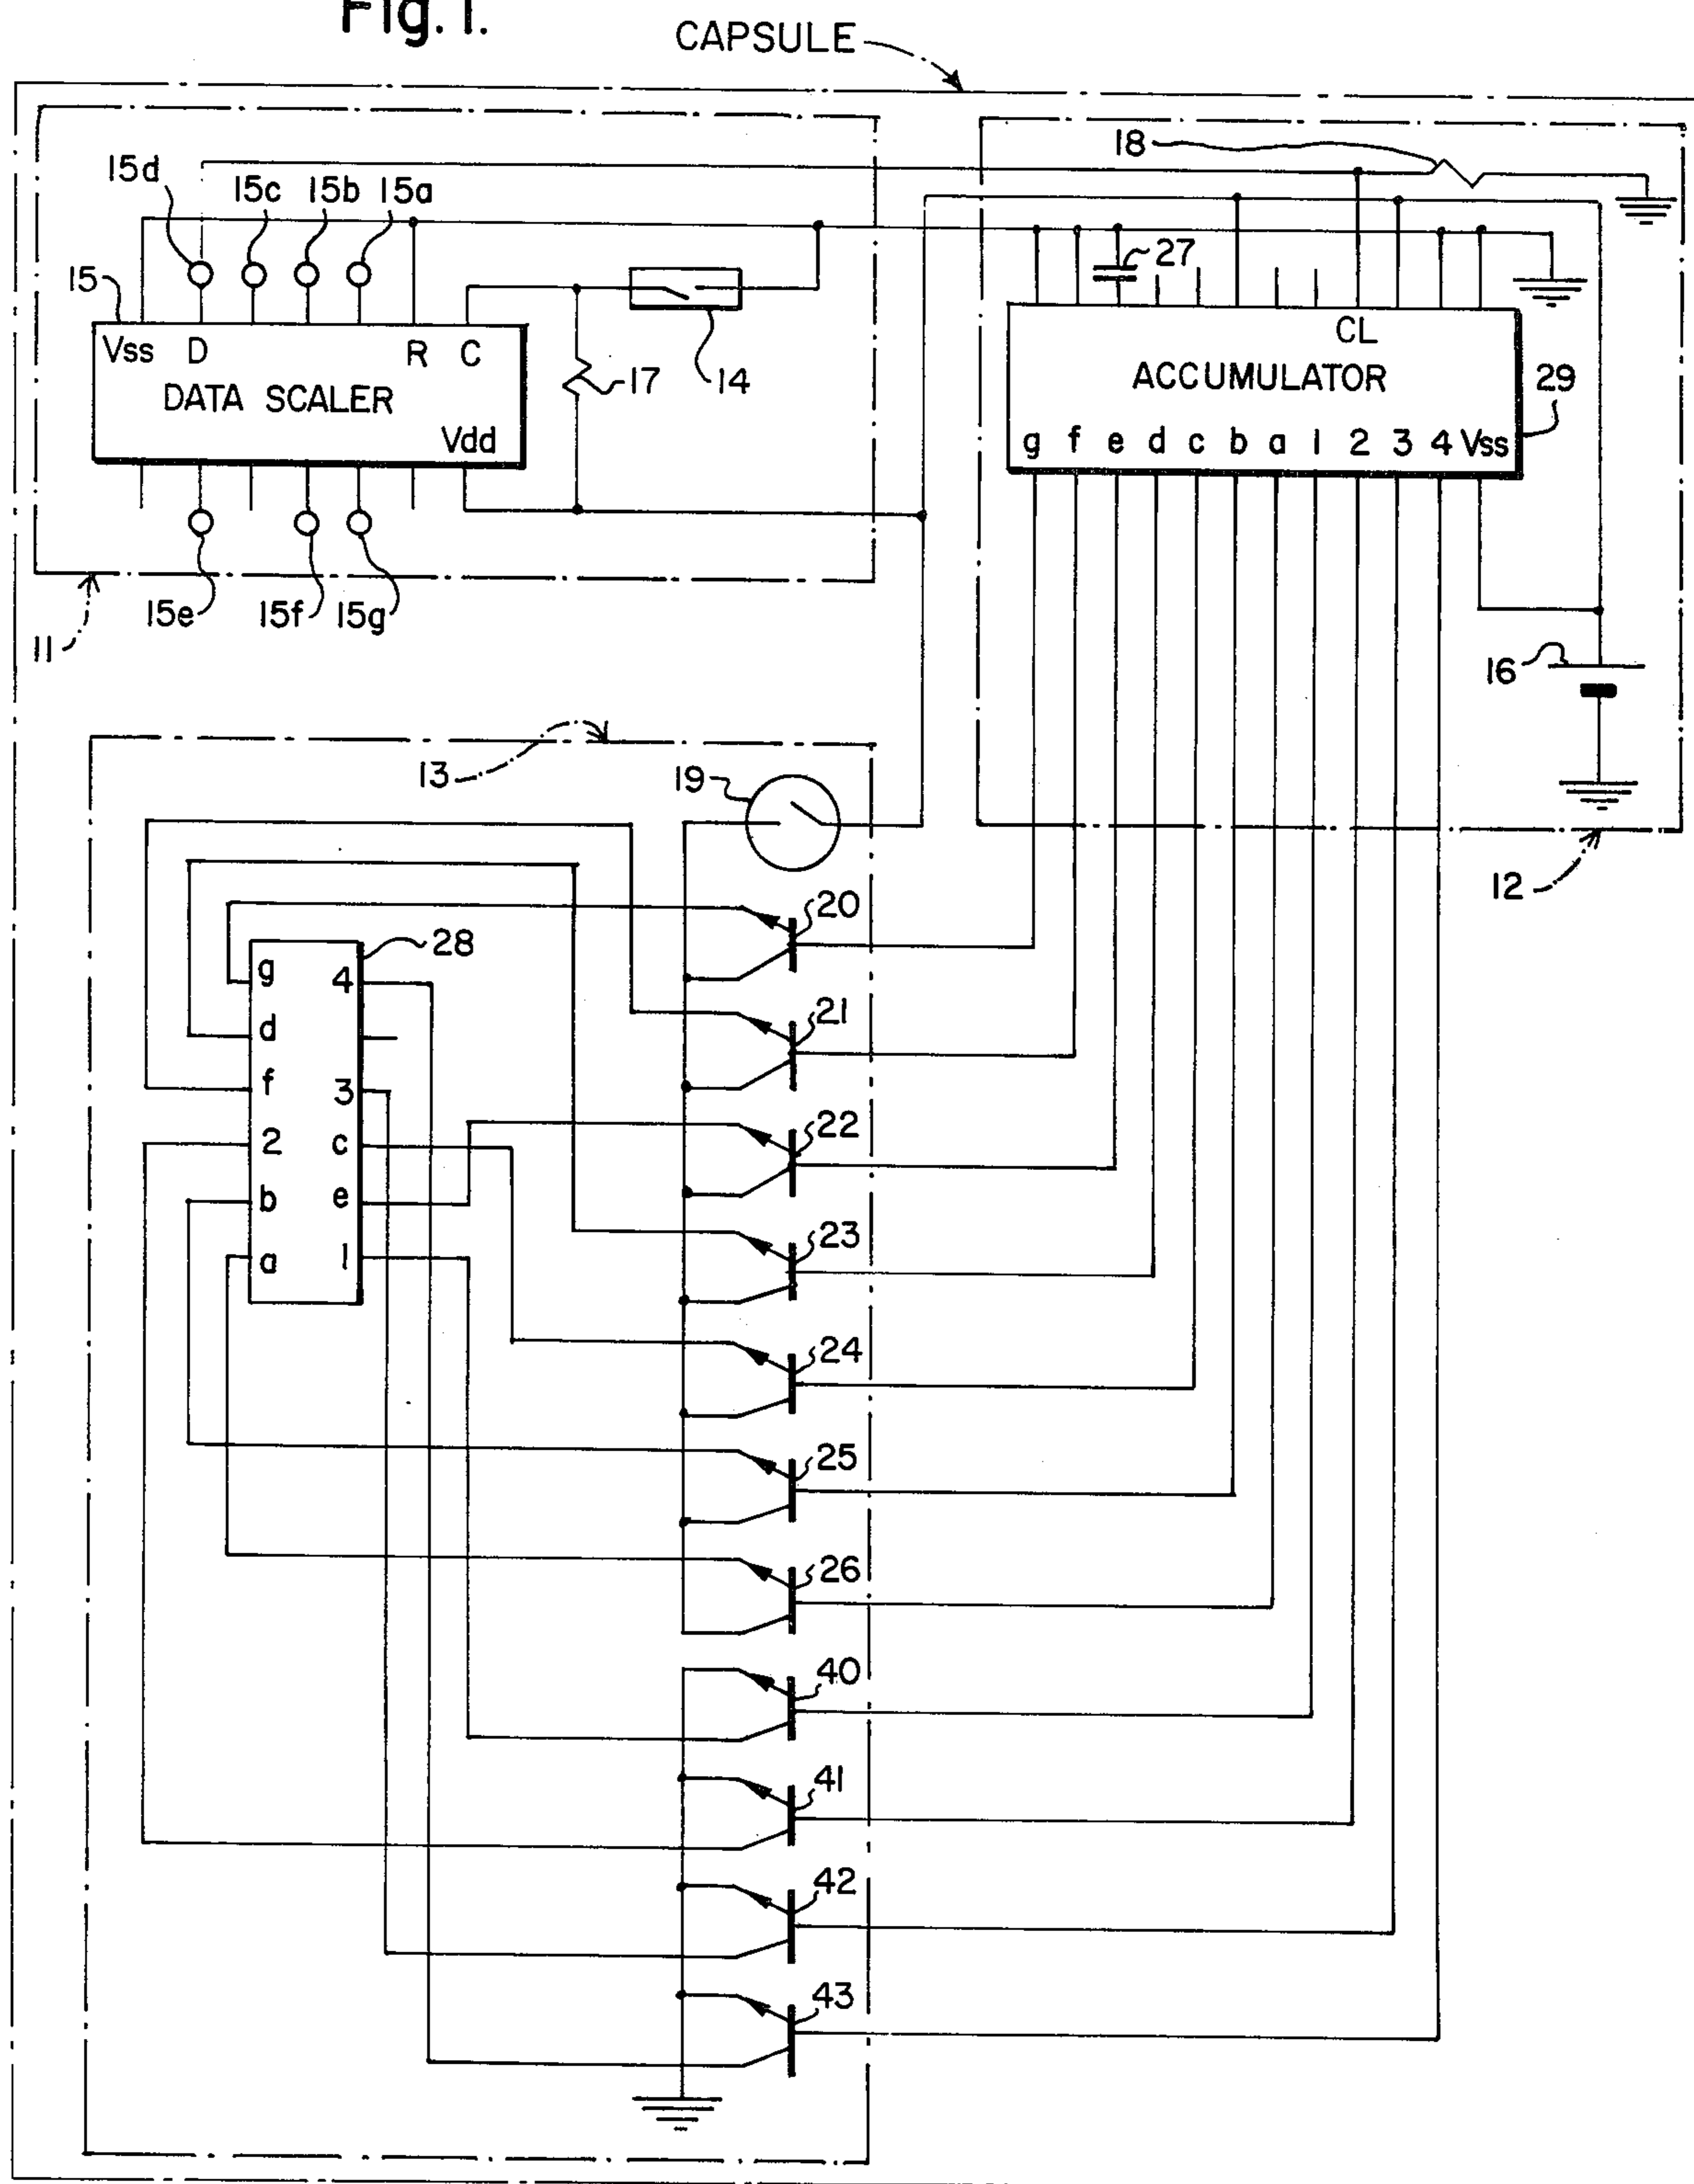 Fig. 1.
CAPSULE
18
15d
15c 15b 15a
27
15
14
17
Vss D R C
DATA SCALER
Vdd
CL
ACCUMULATOR
29
g f e d c b a 1 2 3 4 Vss
15e 15f 15g
11
16
13
19
12
20
28
g 4
d
f 3
2 c
b e
a 1
21
22
23
24
25
26
40
41
42
43